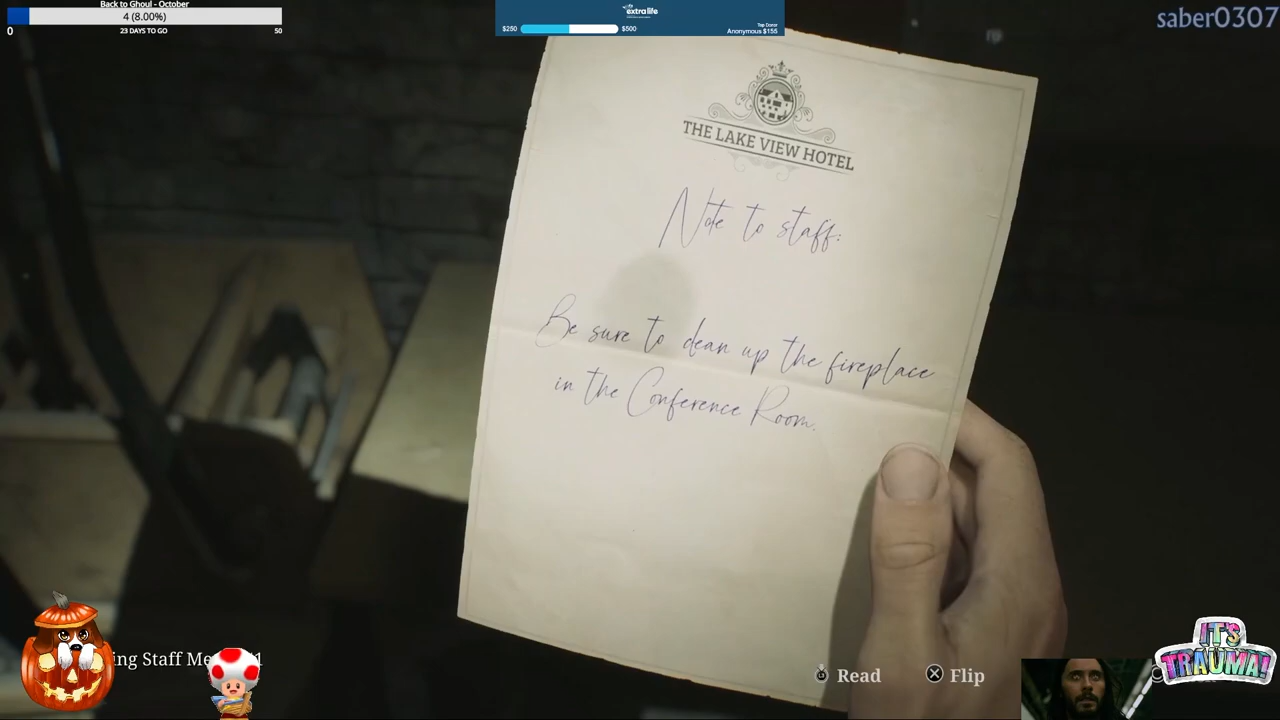 Back to Ghoul - October
4 (8.00%)
0 23 DAYS TO GO 50
extra life
$250 $500
Top Donor
Anonymous $155
saber0307
THE LAKE VIEW HOTEL
Note to staff:
Be sure to clean up the fireplace
in the Conference Room.
ing Staff Me 1
Read
Flip
IT'S
TRAUMA!